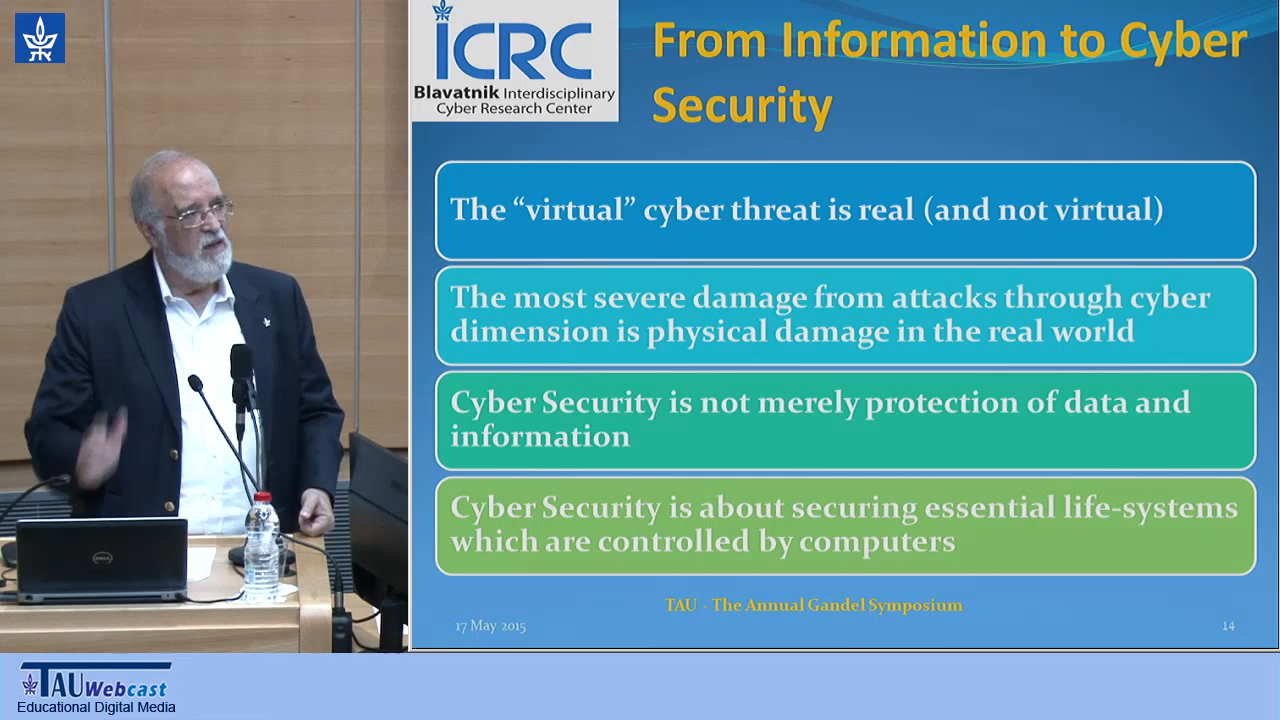 ICRC
Blavatnik Interdisciplinary
Cyber Research Center
From Information to Cyber
Security
The “virtual” cyber threat is real (and not virtual)
The most severe damage from attacks through cyber
dimension is physical damage in the real world
Cyber Security is not merely protection of data and
information
Cyber Security is about securing essential life-systems
which are controlled by computers
TAU - The Annual Gandel Symposium
17 May 2015
14
DELL
TAU Webcast
Educational Digital Media